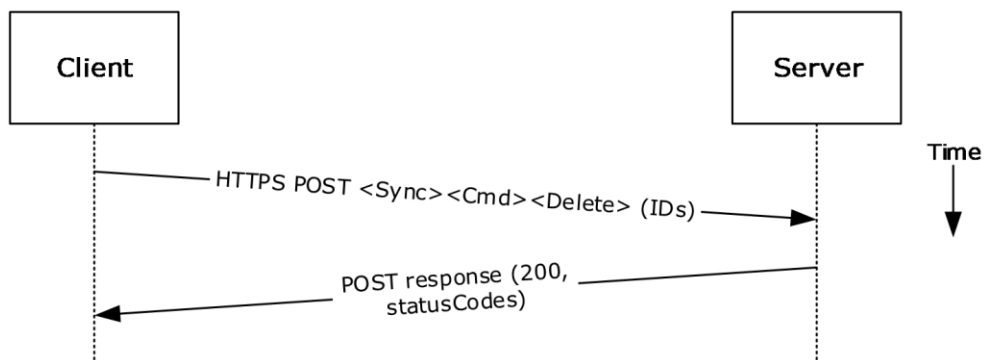 Client
Server
Time
HTTPS POST <Sync><Cmd><Delete> (IDs)
POST response (200,
statusCodes)